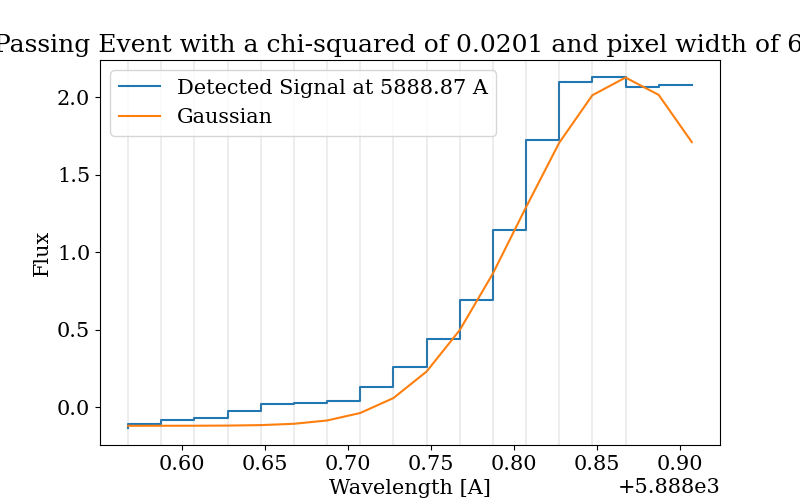 Passing Event with a chi-squared of 0.0201 and pixel width of 6
Detected Signal at 5888.87 A
Gaussian
2.0
1.5
1.0
0.5
0.0
Flux
0.60 0.65 0.70 0.75 0.80 0.85 0.90
Wavelength [A]
+5.888e3